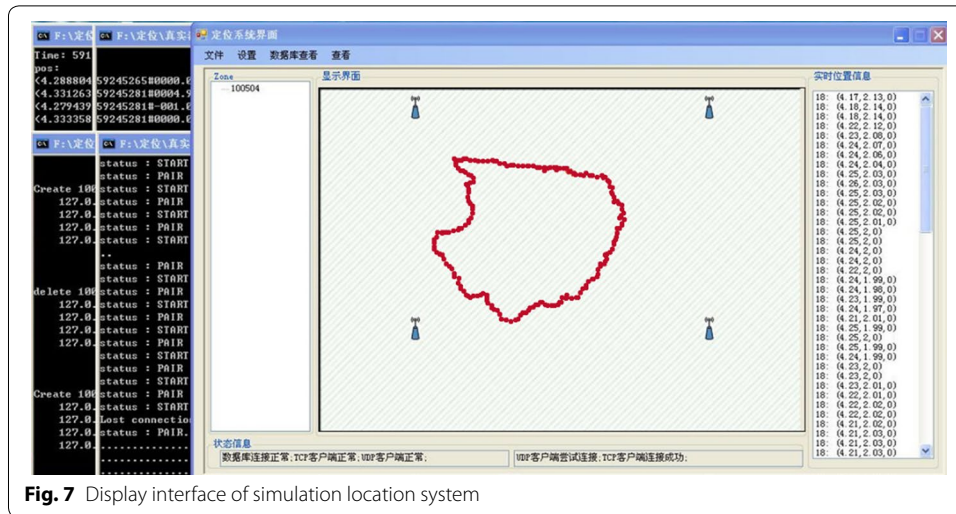 F:\定位
F:\定位\真实
定位系统界面
Time: 591
pos:
<4.288804
<4.331263
<4.279439
<4.333358
59245265#0000.0
59245281#0004.9
59245281#-001.0
59245281#0000.0
F:\定位
F:\定位\真实
Create 100
127.0.
127.0.
127.0.
127.0.
delete 100
127.0.
127.0.
127.0.
127.0.
Create 100
127.0.
127.0.
127.0.
127.0.
status : START
status : PAIR
status : START
status : PAIR
status : START
status : PAIR
status : START
..
status : PAIR
status : START
status : PAIR
status : PAIR
status : START
status : PAIR
status : START
status : PAIR
status : START
status : PAIR
status : START
Lost connectio
status : PAIR.
..............
..............
文件 设置 数据库查看 查看
Zone
100504
显示界面
实时位置信息
18: (4.17,2.13,0)
18: (4.18,2.14,0)
18: (4.18,2.14,0)
18: (4.22,2.12,0)
18: (4.23,2.08,0)
18: (4.24,2.07,0)
18: (4.24,2.06,0)
18: (4.24,2.04,0)
18: (4.25,2.03,0)
18: (4.26,2.03,0)
18: (4.25,2.03,0)
18: (4.25,2.02,0)
18: (4.25,2.02,0)
18: (4.25,2.01,0)
18: (4.25,2,0)
18: (4.25,2,0)
18: (4.24,2,0)
18: (4.24,2,0)
18: (4.22,2,0)
18: (4.24,1.99,0)
18: (4.24,1.98,0)
18: (4.23,1.99,0)
18: (4.24,1.97,0)
18: (4.21,2.01,0)
18: (4.25,1.99,0)
18: (4.25,2,0)
18: (4.25,1.99,0)
18: (4.24,1.99,0)
18: (4.23,2,0)
18: (4.23,2,0)
18: (4.23,2.01,0)
18: (4.22,2.01,0)
18: (4.22,2.02,0)
18: (4.22,2.02,0)
18: (4.21,2.02,0)
18: (4.21,2.03,0)
18: (4.21,2.03,0)
18: (4.21,2.03,0)
状态信息
数据库连接正常;TCP客户端正常;UDP客户端正常;
UDP客户端尝试连接;TCP客户端连接成功;
Fig. 7 Display interface of simulation location system